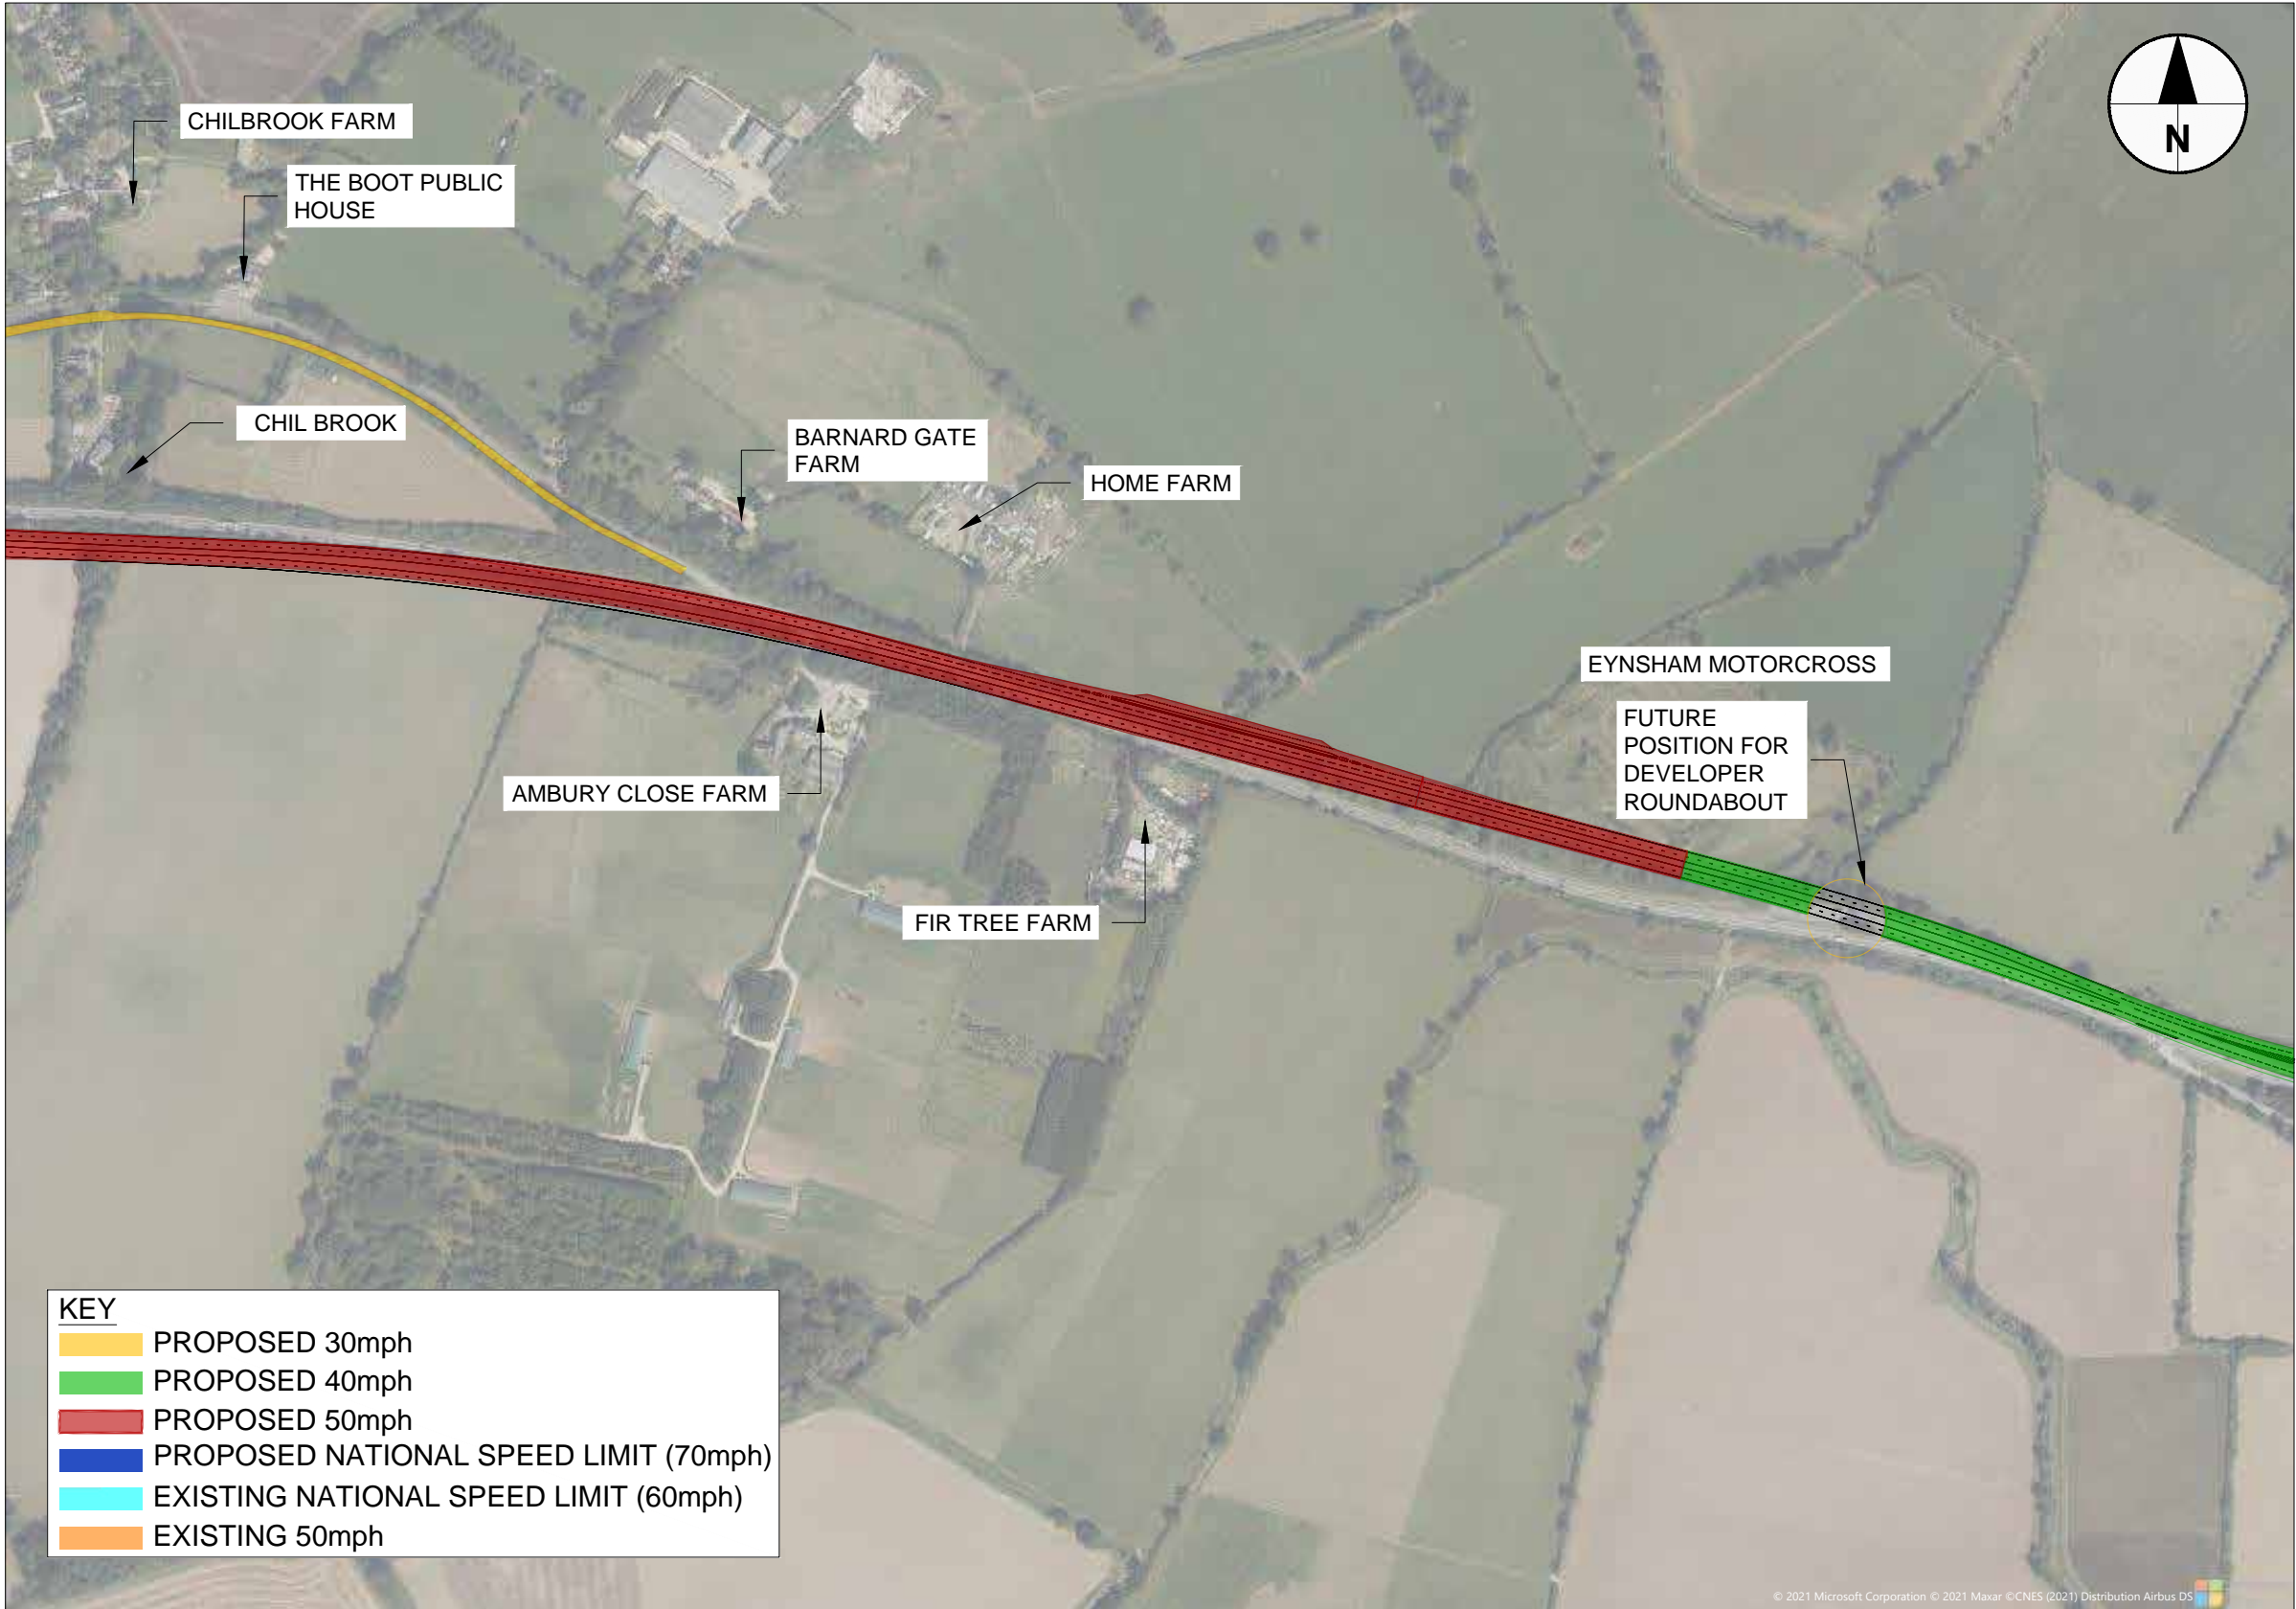 CHILBROOK FARM
THE BOOT PUBLIC
HOUSE
N
CHIL BROOK
BARNARD GATE
FARM
HOME FARM
EYNSHAM MOTORCROSS
FUTURE
POSITION FOR
DEVELOPER
ROUNDABOUT
AMBURY CLOSE FARM
FIR TREE FARM
KEY
PROPOSED 30mph
PROPOSED 40mph
PROPOSED 50mph
PROPOSED NATIONAL SPEED LIMIT (70mph)
EXISTING NATIONAL SPEED LIMIT (60mph)
EXISTING 50mph
© 2021 Microsoft Corporation © 2021 Maxar ©CNES (2021) Distribution Airbus DS